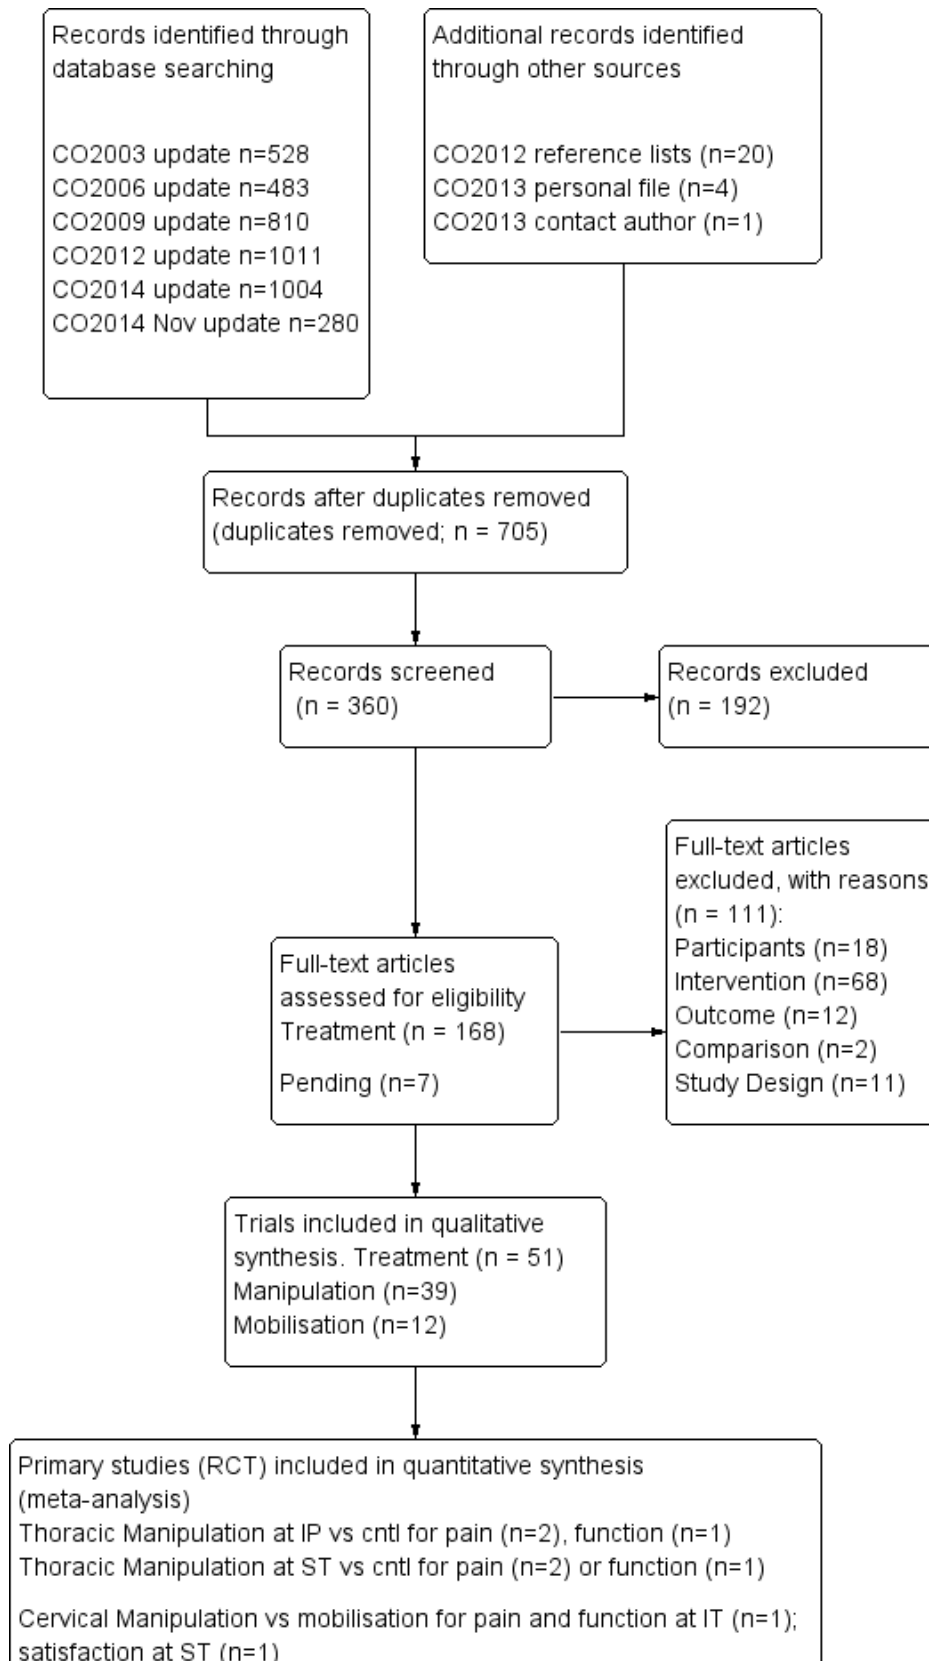 Records identified through
database searching
CO2003 update n=528
CO2006 update n=483
CO2009 update n=810
CO2012 update n=1011
CO2014 update n=1004
CO2014 Nov update n=280
Additional records identified
through other sources
CO2012 reference lists (n=20)
CO2013 personal file (n=4)
CO2013 contact author (n=1)
Records after duplicates removed
(duplicates removed; n = 705)
Records screened
(n = 360)
Records excluded
(n = 192)
Full-text articles
excluded, with reasons
(n = 111):
Participants (n=18)
Intervention (n=68)
Outcome (n=12)
Comparison (n=2)
Study Design (n=11)
Full-text articles
assessed for eligibility
Treatment (n = 168)
Pending (n=7)
Trials included in qualitative
synthesis. Treatment (n = 51)
Manipulation (n=39)
Mobilisation (n=12)
Primary studies (RCT) included in quantitative synthesis
(meta-analysis)
Thoracic Manipulation at IP vs cntl for pain (n=2), function (n=1)
Thoracic Manipulation at ST vs cntl for pain (n=2) or function (n=1)
Cervical Manipulation vs mobilisation for pain and function at IT (n=1);
satisfaction at ST (n=1)